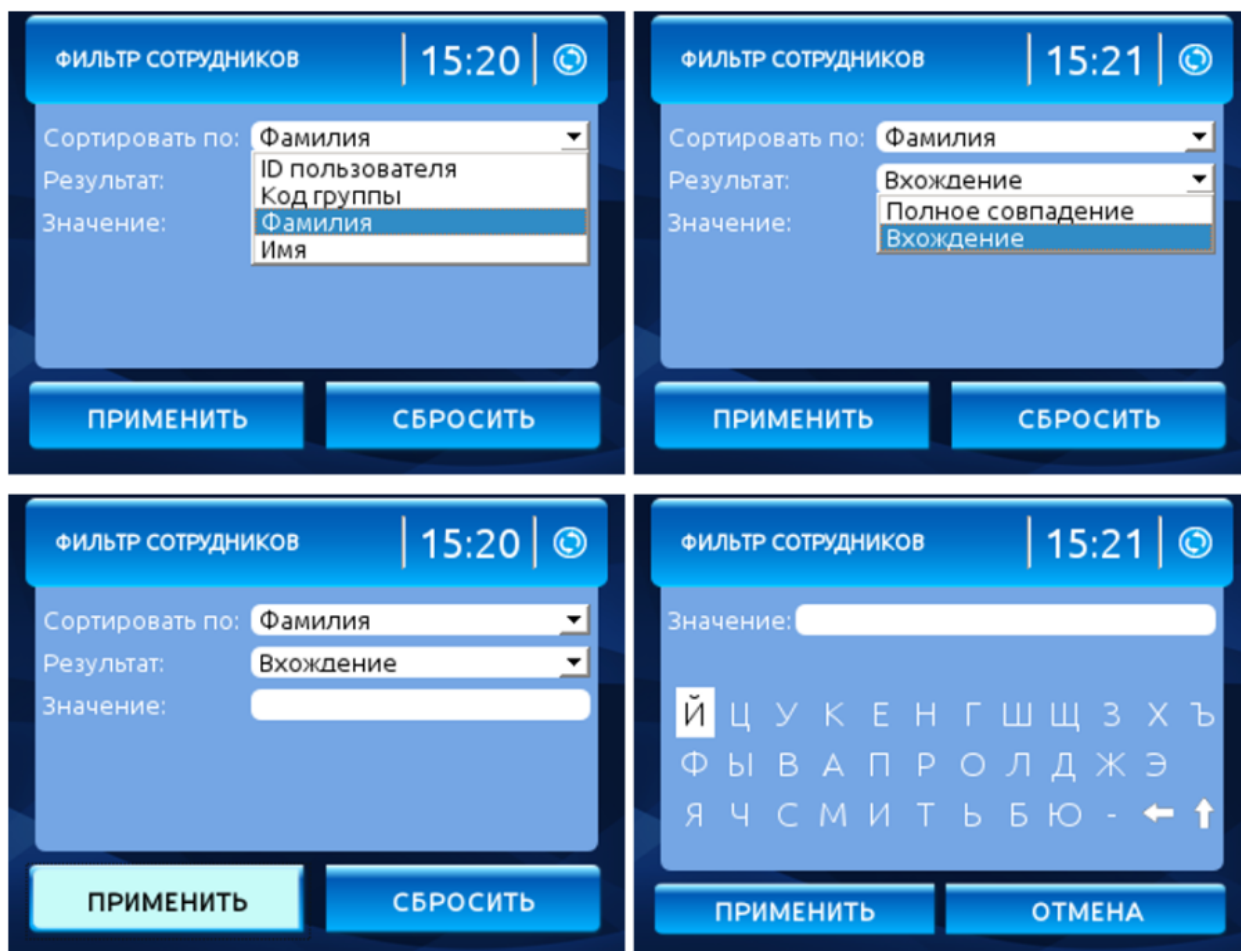 ФИЛЬТР СОТРУДНИКОВ 15:20
Сортировать по: Фамилия
ID пользователя
Результат:
Код группы
Значение:
Фамилия
Имя
ПРИМЕНИТЬ СБРОСИТЬ
ФИЛЬТР СОТРУДНИКОВ 15:21
Сортировать по: Фамилия
Результат: Вхождение
Полное совпадение
Значение:
Вхождение
ПРИМЕНИТЬ СБРОСИТЬ
ФИЛЬТР СОТРУДНИКОВ 15:20
Сортировать по: Фамилия
Результат: Вхождение
Значение:
ПРИМЕНИТЬ СБРОСИТЬ
ФИЛЬТР СОТРУДНИКОВ 15:21
Значение:
Й Ц У К Е Н Г Ш Щ З Х Ъ
Ф Ы В А П Р О Л Д Ж Э
Я Ч С М И Т Ь Б Ю - ← ↑
ПРИМЕНИТЬ ОТМЕНА